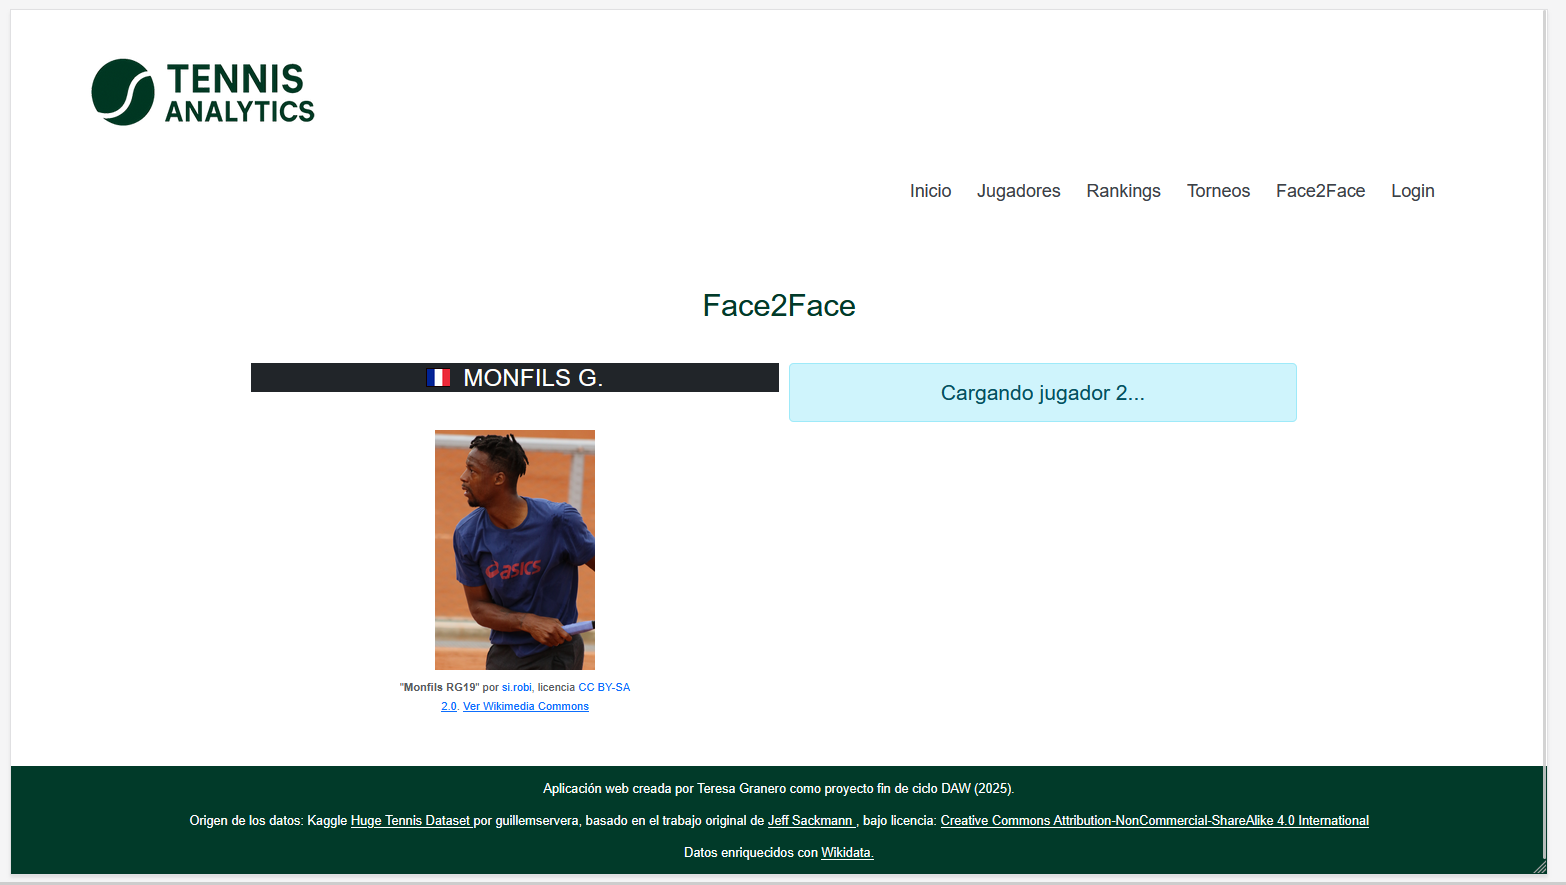 TENNIS
ANALYTICS
Inicio Jugadores Rankings Torneos Face2Face Login
Face2Face
MONFILS G.
Cargando jugador 2...
asics
"Monfils RG19" por si.robi, licencia CC BY-SA
2.0. Ver Wikimedia Commons
Aplicación web creada por Teresa Granero como proyecto fin de ciclo DAW (2025).
Origen de los datos: Kaggle Huge Tennis Dataset por guillemservera, basado en el trabajo original de Jeff Sackmann , bajo licencia: Creative Commons Attribution-NonCommercial-ShareAlike 4.0 International
Datos enriquecidos con Wikidata.